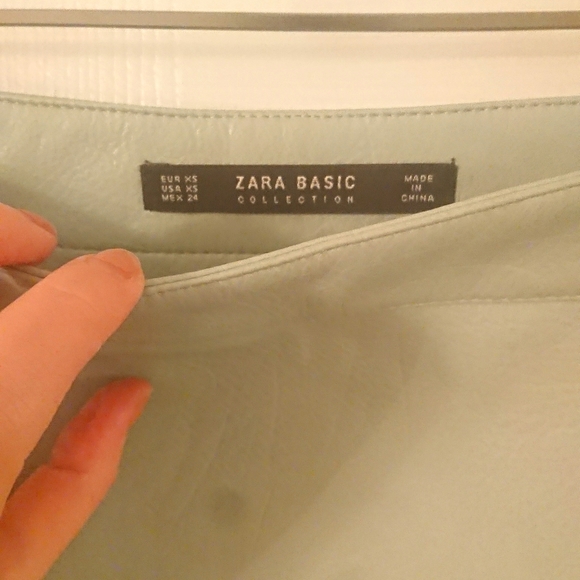 EUR XS
USA XS
MEX 24
ZARA BASIC
COLLECTION
MADE
IN
CHINA